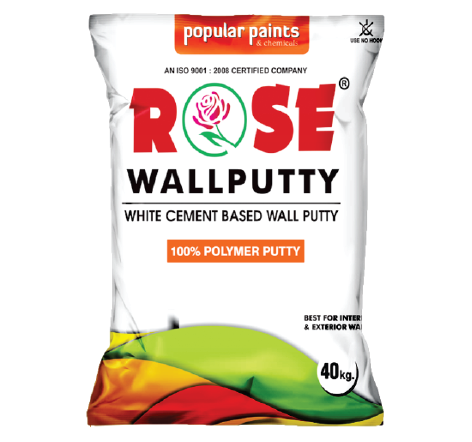 popular paints
& chemicals
USE NO HOOK
AN ISO 9001 : 2008 CERTIFIED COMPANY
ROSE®
WALLPUTTY
WHITE CEMENT BASED WALL PUTTY
100% POLYMER PUTTY
BEST FOR INTER
& EXTERIOR WA
40kg.